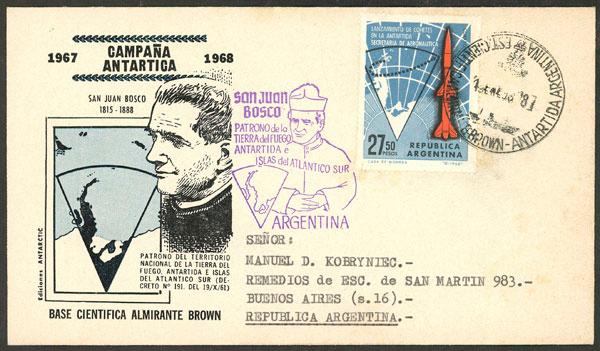 CAMPAÑA
1967 ANTARTICA 1968
SAN JUAN BOSCO
1815 - 1888
PATRONO DEL TERRITORIO
NACIONAL DE LA TIERRA DEL
FUEGO, ANTARTIDA E ISLAS
DEL ATLANTICO SUR (DE-
CRETO Nº 191, DEL 19/X/61)
Ediciones ANTARCTIC
BASE CIENTIFICA ALMIRANTE BROWN
San Juan
BOSCO
PATRONO de la
TIERRA del FUEGO
ANTARTIDA e
ISLAS del ATLANTICO SUR
ARGENTINA
LANZAMIENTO DE COHETES
EN LA ANTARTIDA
SECRETARIA DE AERONAUTICA
27.50
PESOS
REPUBLICA
ARGENTINA
CASA DE MONEDA
BROWN - ANTARTIDA ARGENTINA
SEÑOR:
MANUEL D. KOBRYNIEC.-
REMEDIOS de ESC. de SAN MARTIN 983.-
BUENOS AIRES (s.16).-
REPUBLICA ARGENTINA.-